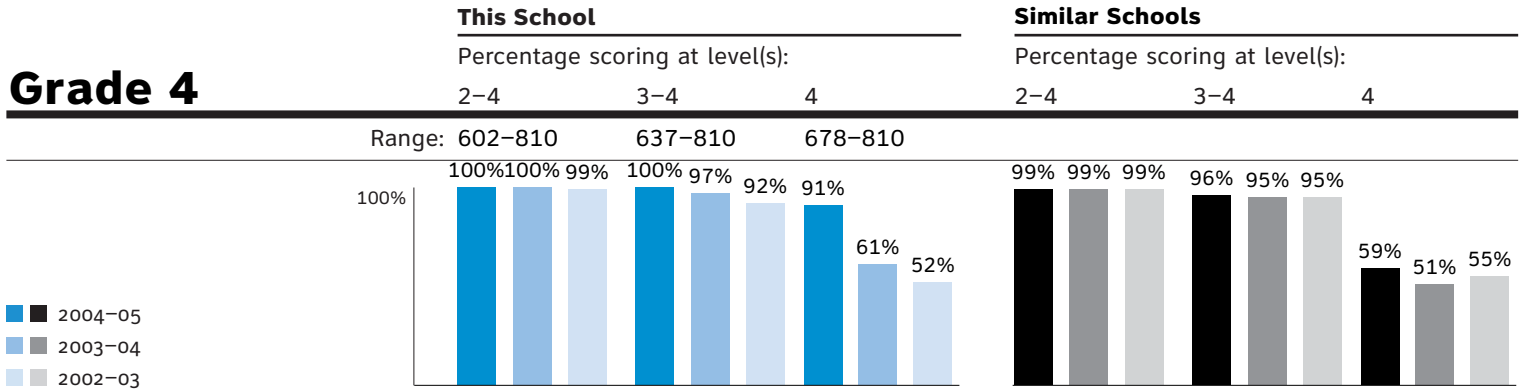 This School
Similar Schools
Percentage scoring at level(s):
Percentage scoring at level(s):
Grade 4
2–4 3–4 4
2–4 3–4 4
Range: 602–810 637–810 678–810
100% 100% 99% 100% 97% 92% 91% 61% 52%
99% 99% 99% 96% 95% 95% 59% 51% 55%
100%
2004–05
2003–04
2002–03